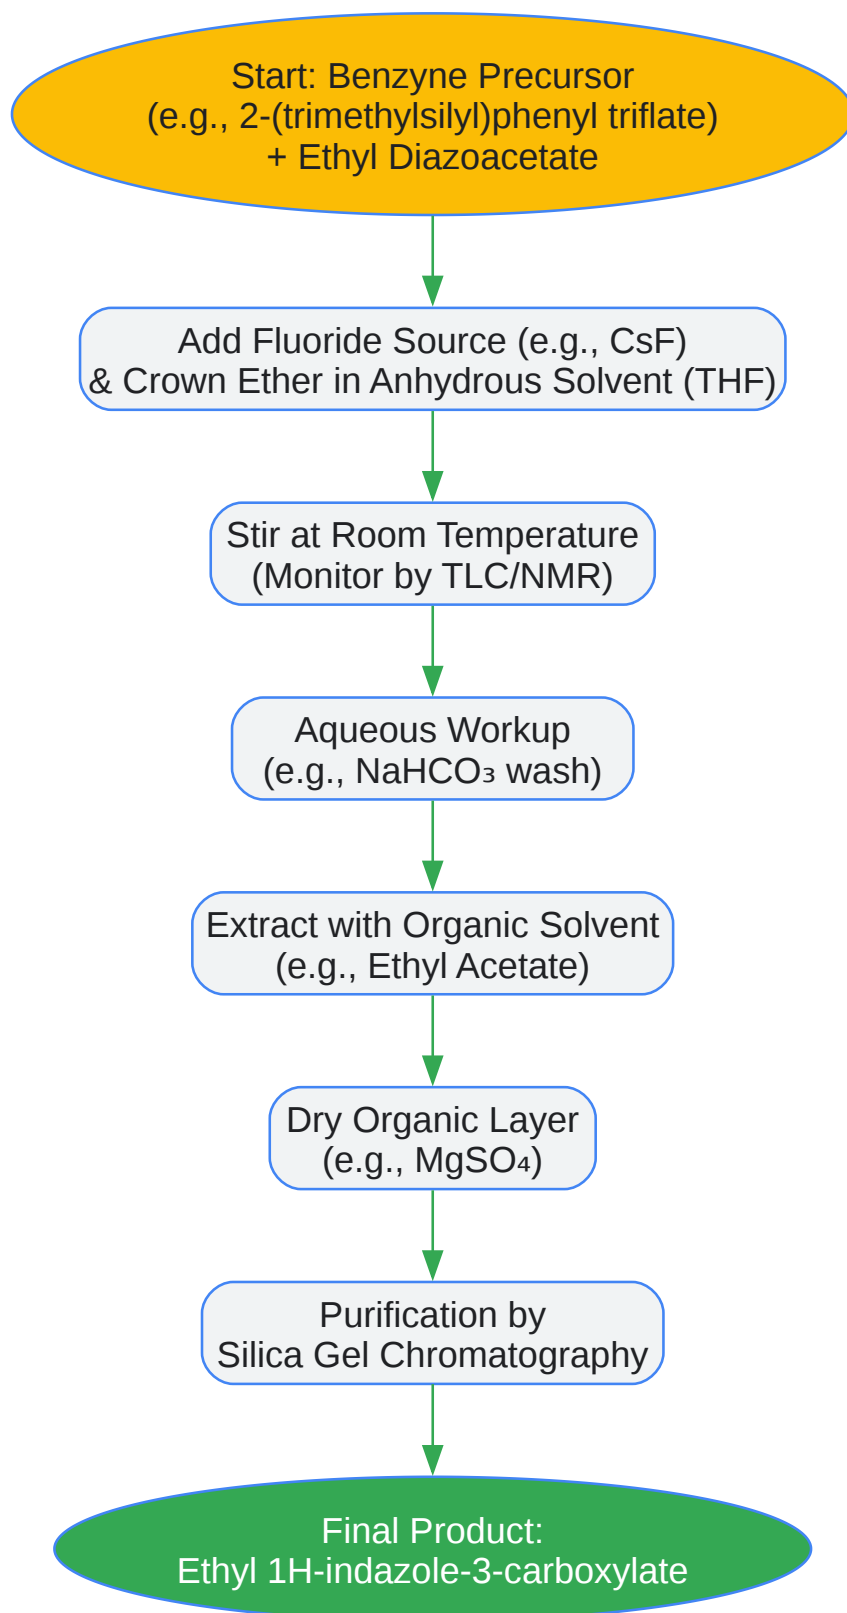 Start: Benzyne Precursor
(e.g., 2-(trimethylsilyl)phenyl triflate)
+ Ethyl Diazoacetate
Add Fluoride Source (e.g., CsF)
& Crown Ether in Anhydrous Solvent (THF)
Stir at Room Temperature
(Monitor by TLC/NMR)
Aqueous Workup
(e.g., NaHCO₃ wash)
Extract with Organic Solvent
(e.g., Ethyl Acetate)
Dry Organic Layer
(e.g., MgSO₄)
Purification by
Silica Gel Chromatography
Final Product:
Ethyl 1H-indazole-3-carboxylate